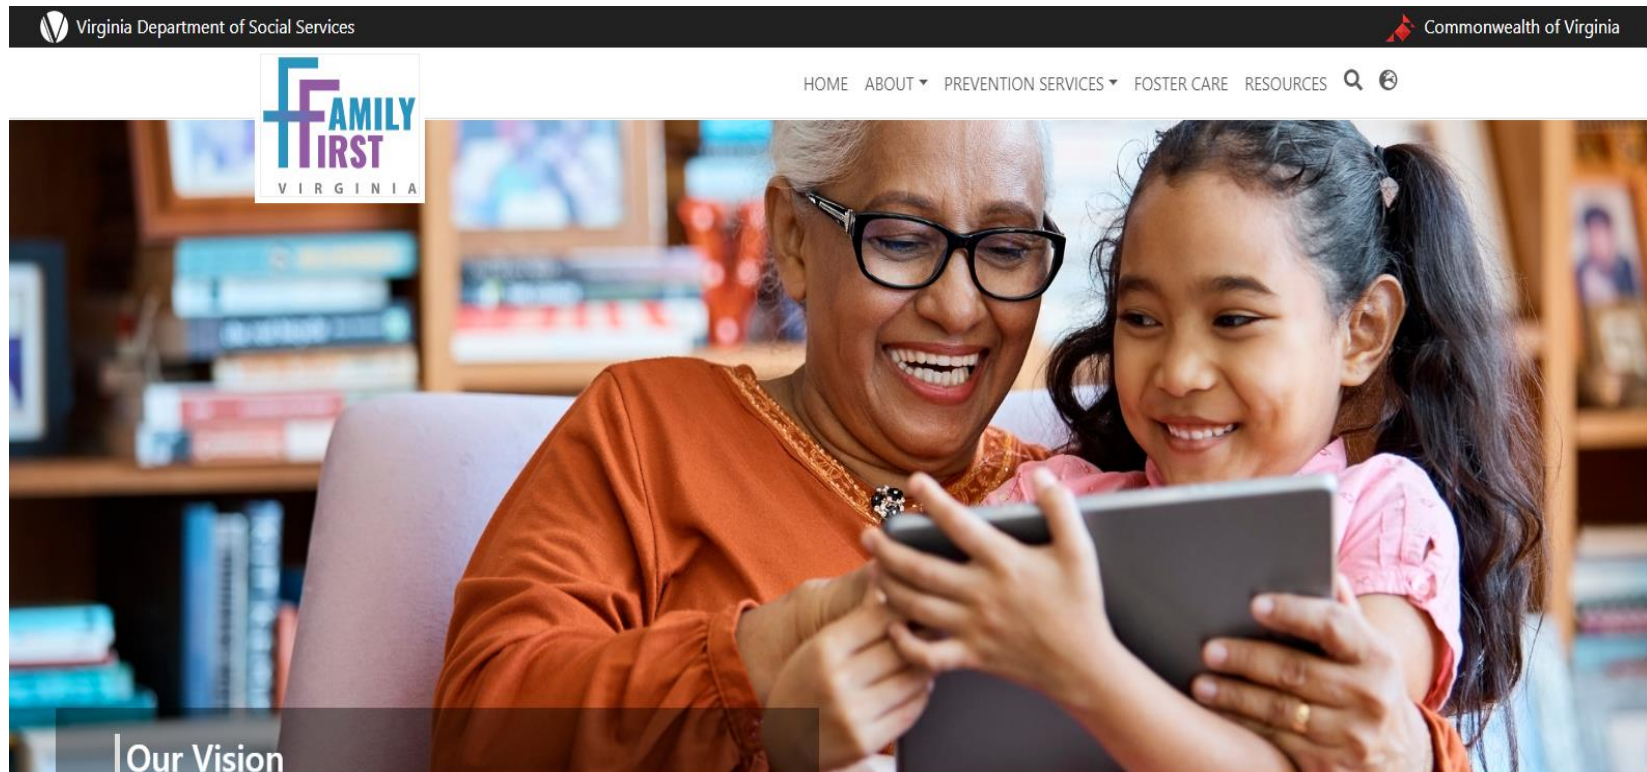 Virginia Department of Social Services
Commonwealth of Virginia
FAMILY
FIRST
VIRGINIA
HOME ABOUT PREVENTION SERVICES FOSTER CARE RESOURCES
Our Vision